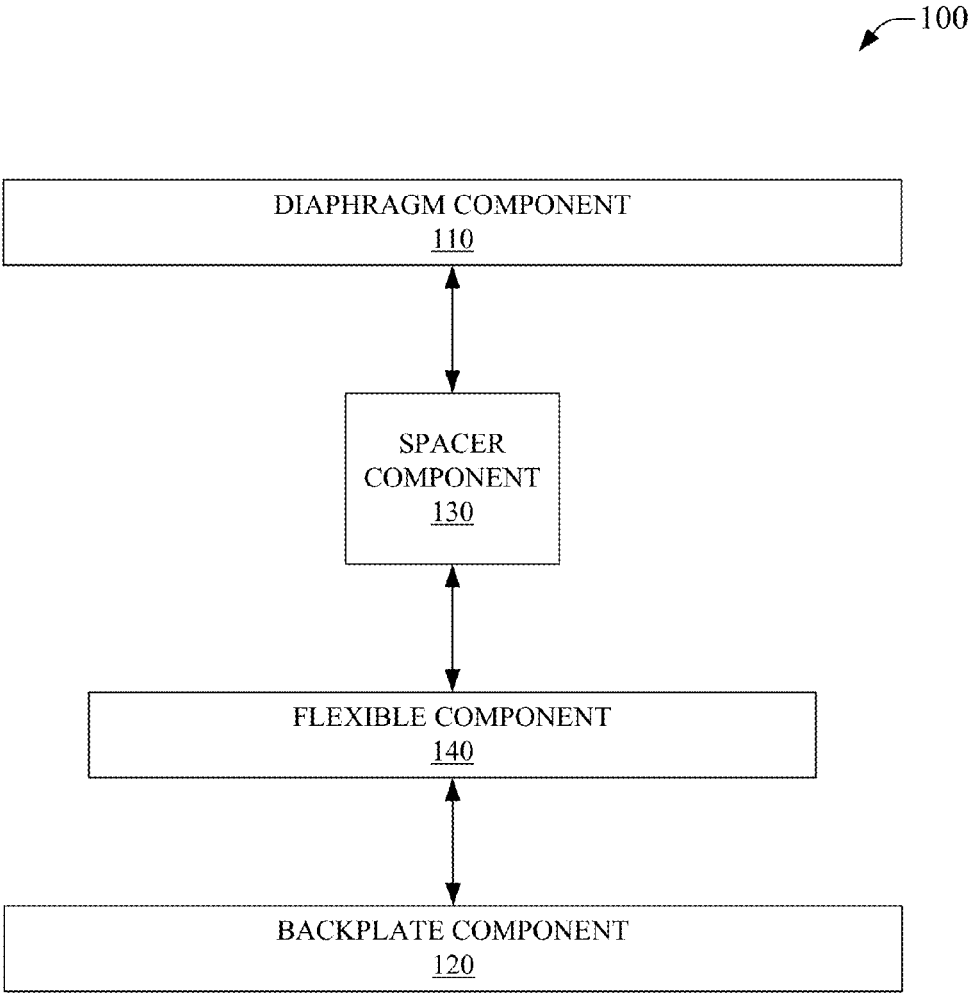 100
DIAPHRAGM COMPONENT
110
SPACER
COMPONENT
130
FLEXIBLE COMPONENT
140
BACKPLATE COMPONENT
120